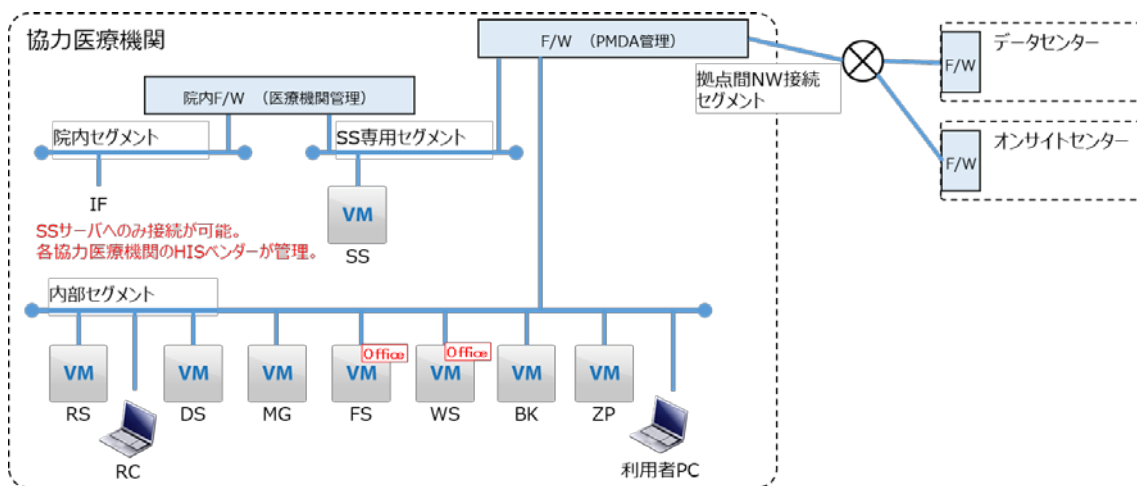 協力医療機関
F/W （PMDA管理）
データセンター
F/W
拠点間NW接続
セグメント
院内F/W （医療機関管理）
オンサイトセンター
F/W
院内セグメント
SS専用セグメント
IF
VM
SS
SSサーバへのみ接続が可能。
各協力医療機関のHISベンダーが管理。
内部セグメント
Office
Office
VM
VM
VM
VM
VM
VM
VM
RS
DS
MG
FS
WS
BK
ZP
RC
利用者PC